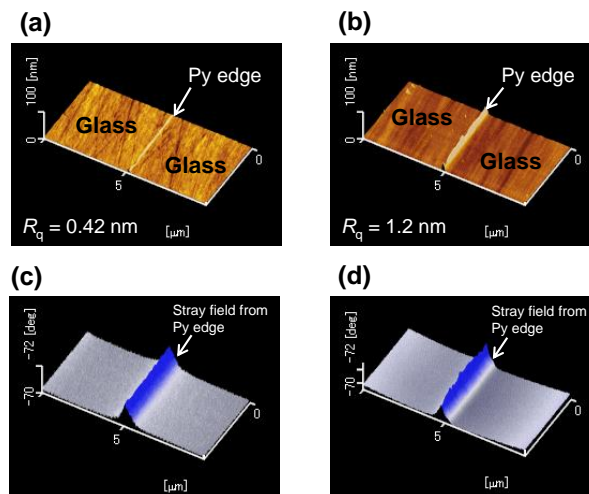 (a)
(b)
100 [nm]
0
Py edge
Glass
Glass
5
0
Rq = 0.42 nm
[μm]
100 [nm]
0
Py edge
Glass
Glass
5
0
Rq = 1.2 nm
[μm]
(c)
(d)
-72 [deg]
-70
Stray field from
Py edge
5
0
[μm]
-72 [deg]
-70
Stray field from
Py edge
5
0
[μm]